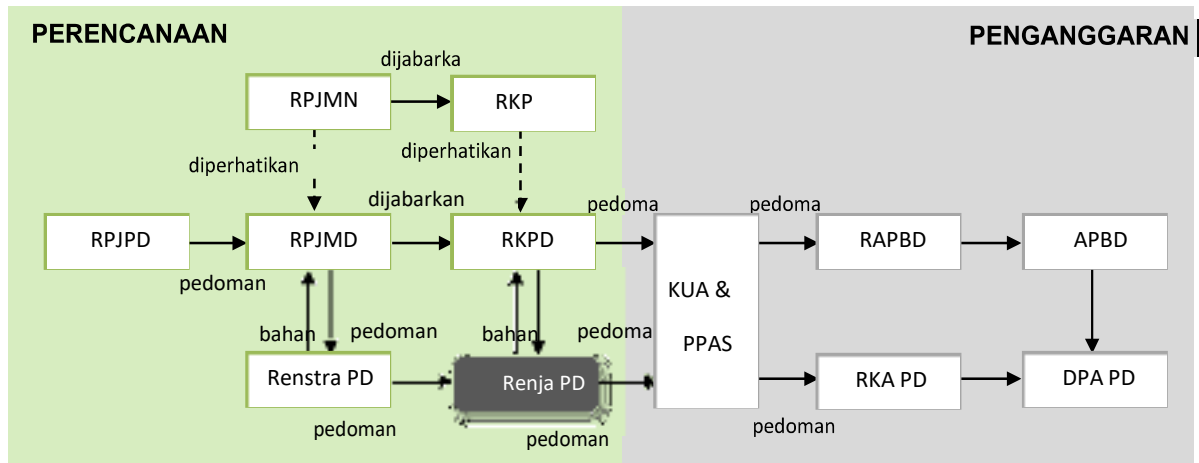 PERENCANAAN
PENGANGGARAN
dijabarka
RPJMN
RKP
diperhatikan
diperhatikan
dijabarkan
pedoma
pedoma
RPJPD
RPJMD
RKPD
RAPBD
APBD
pedoman
KUA &
PPAS
bahan
pedoman
bahan
pedoma
Renstra PD
Renja PD
RKA PD
DPA PD
pedoman
pedoman
pedoman